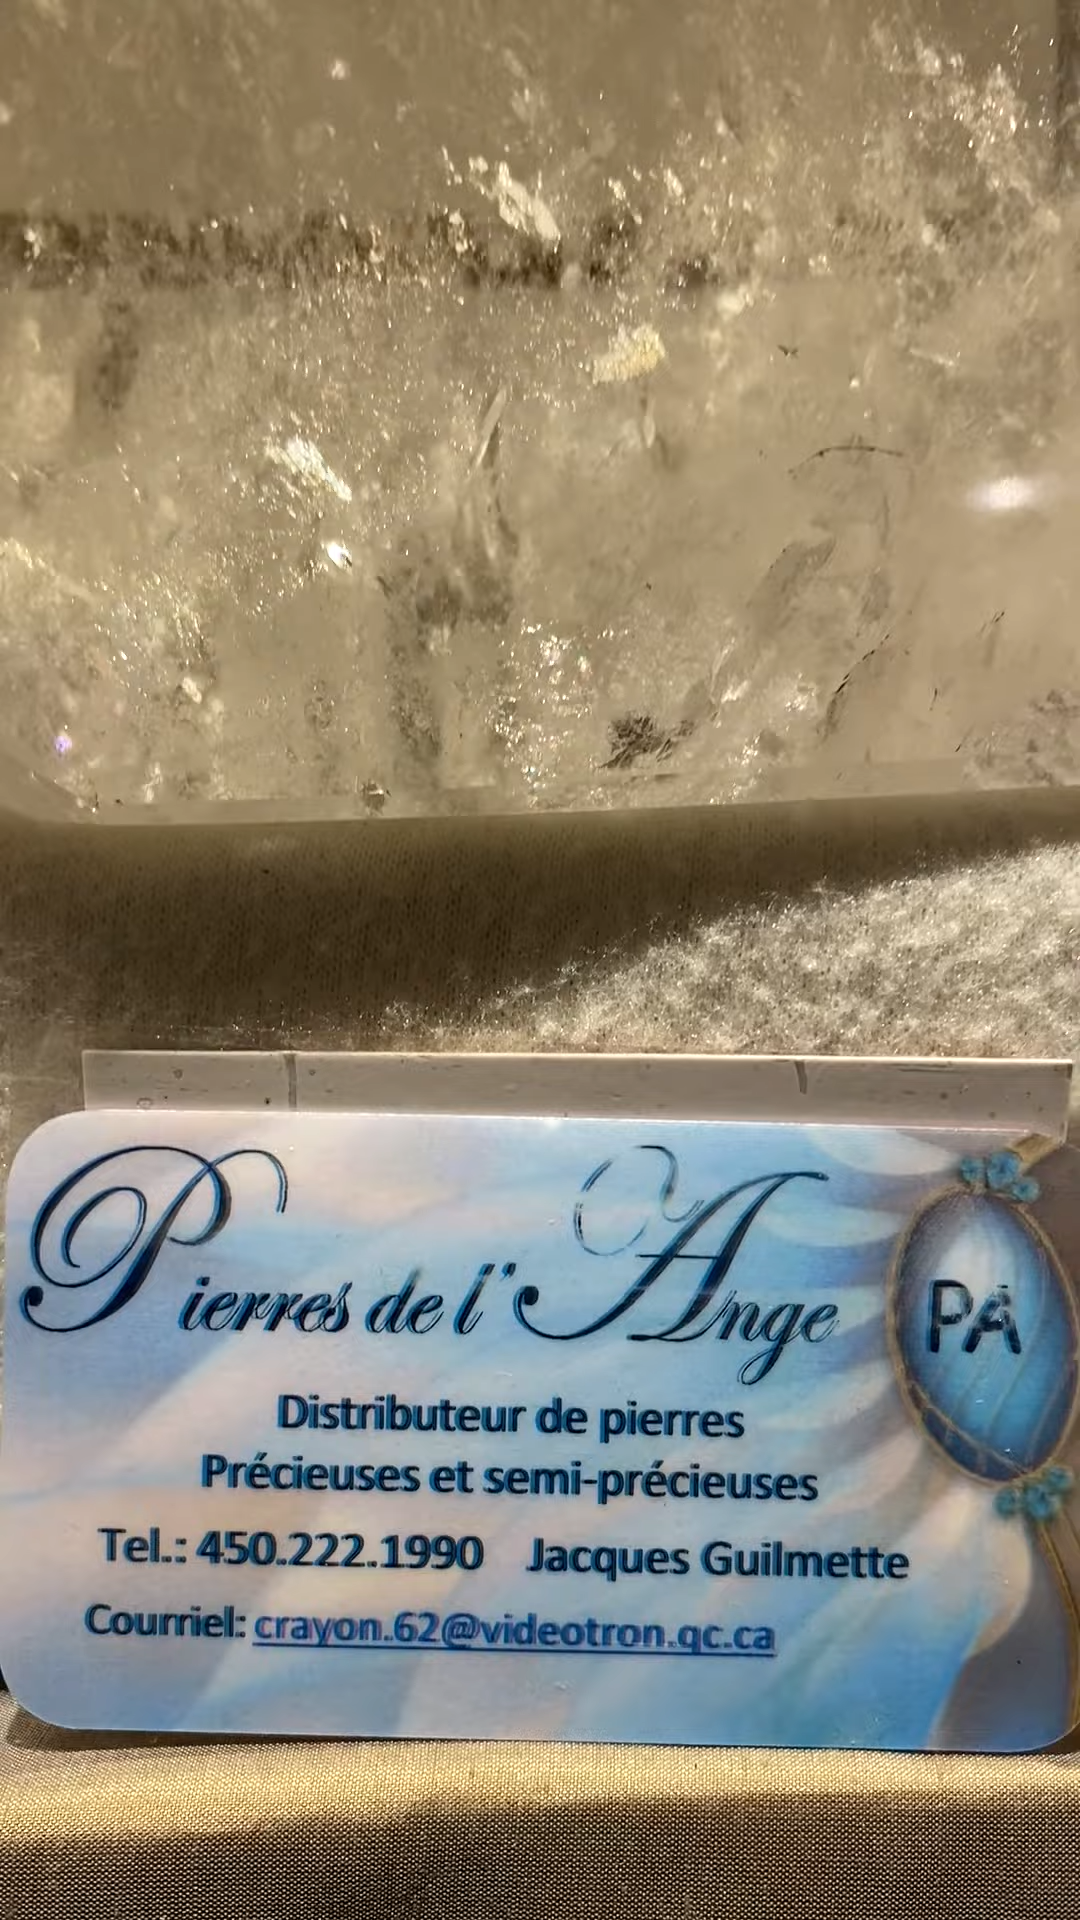 Pierres de l'Ange
PA
Distributeur de pierres
Précieuses et semi-précieuses
Tel.: 450.222.1990 Jacques Guilmette
Courriel: crayon.62@videotron.qc.ca